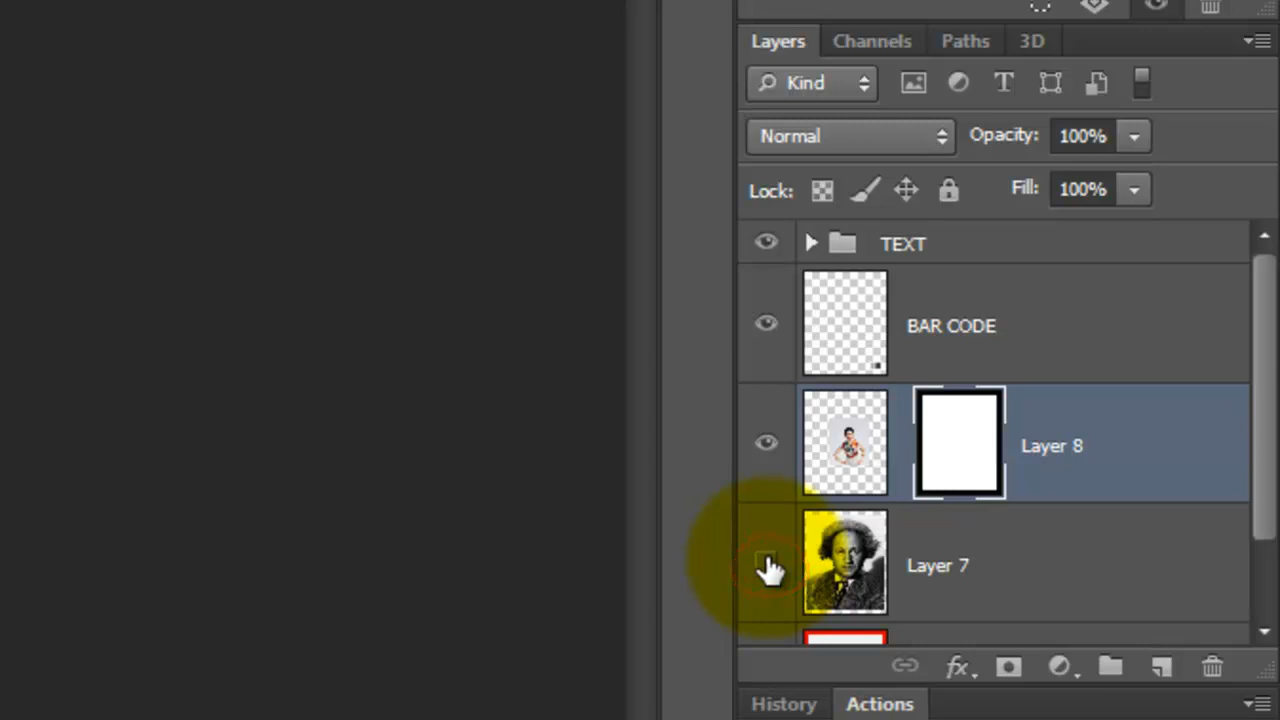 Layers Channels Paths 3D
Kind
Normal Opacity: 100%
Lock: Fill: 100%
TEXT
BAR CODE
Layer 8
Layer 7
fx
History Actions